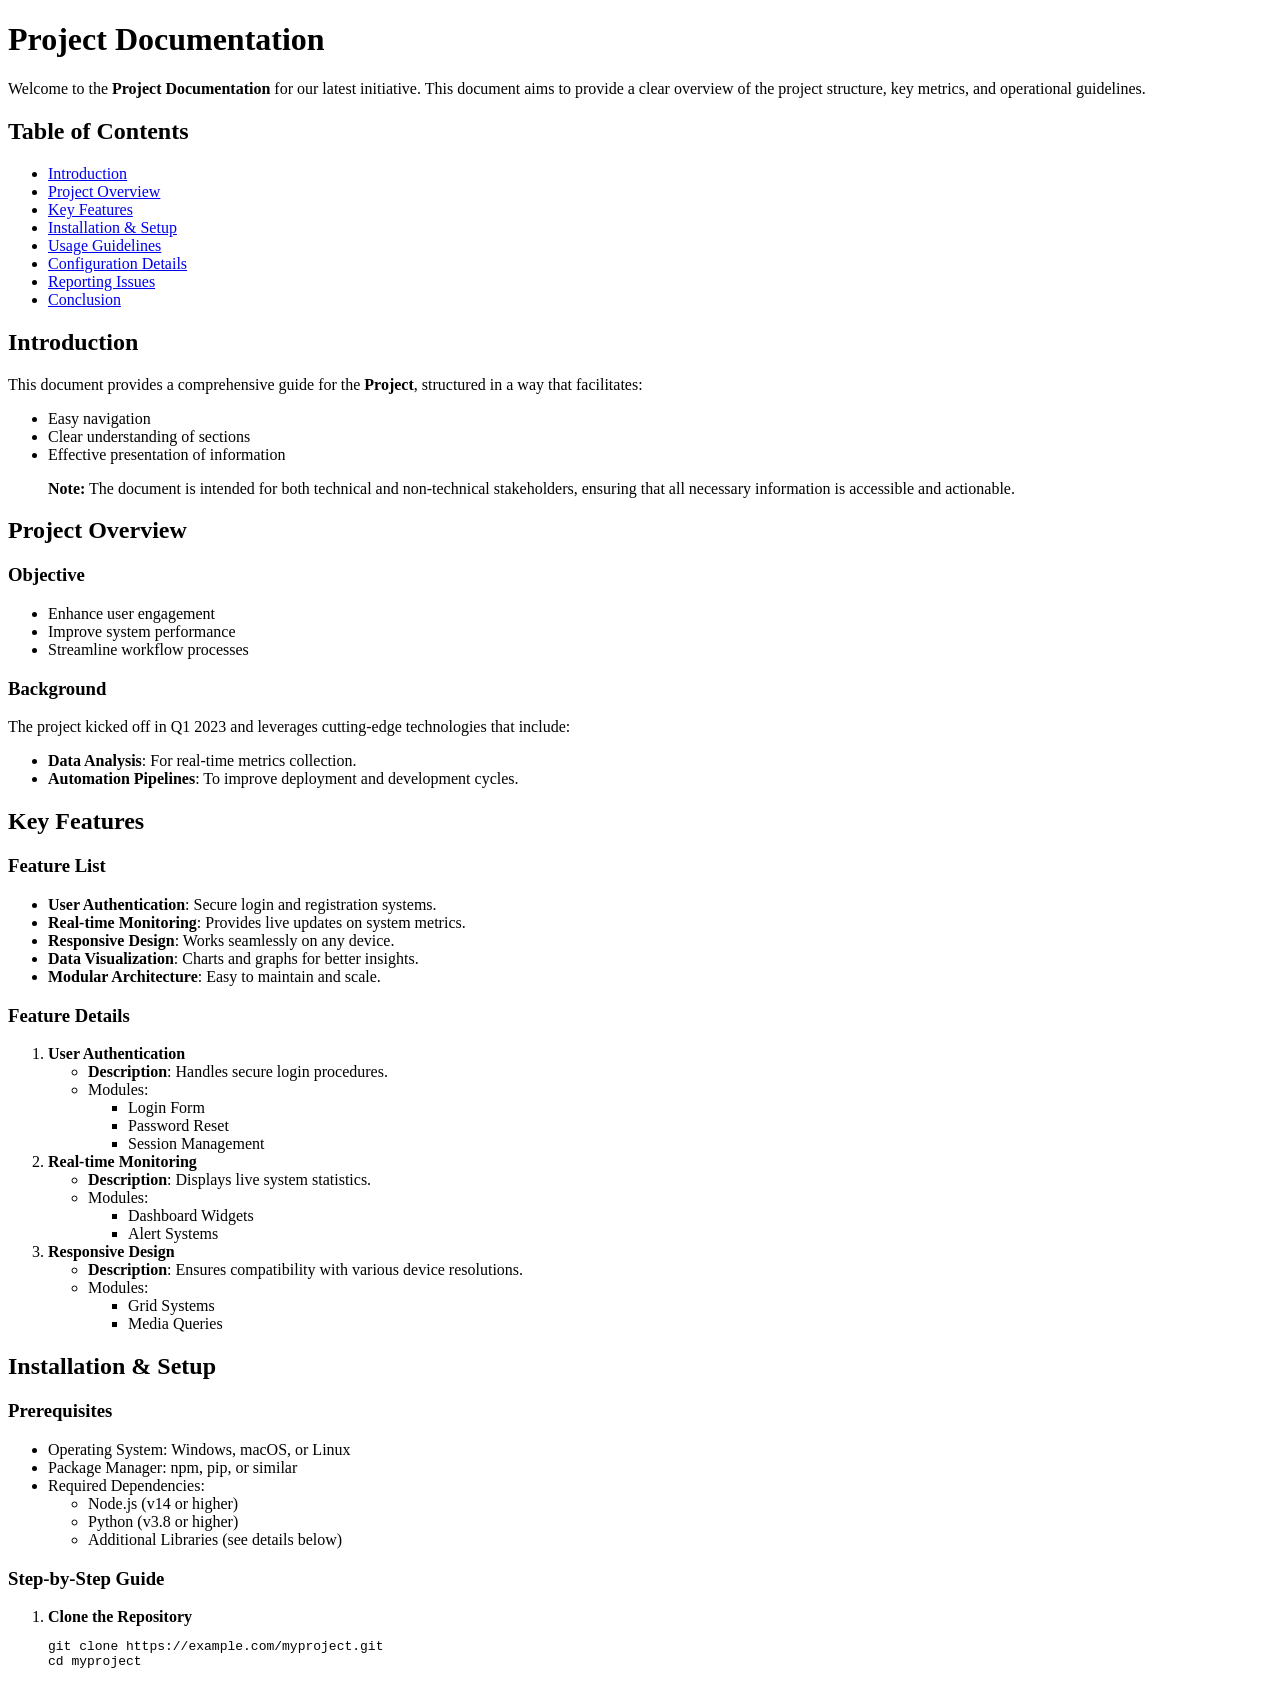 Project Documentation
Welcome to the Project Documentation for our latest initiative. This document aims to provide a clear overview of the project structure, key metrics, and operational guidelines.
Table of Contents
Introduction
Project Overview
Key Features
Installation & Setup
Usage Guidelines
Configuration Details
Reporting Issues
Conclusion
Introduction
This document provides a comprehensive guide for the Project, structured in a way that facilitates:
Easy navigation
Clear understanding of sections
Effective presentation of information
Note: The document is intended for both technical and non-technical stakeholders, ensuring that all necessary information is accessible and actionable.
Project Overview
Objective
Enhance user engagement
Improve system performance
Streamline workflow processes
Background
The project kicked off in Q1 2023 and leverages cutting-edge technologies that include:
Data Analysis: For real-time metrics collection.
Automation Pipelines: To improve deployment and development cycles.
Key Features
Feature List
User Authentication: Secure login and registration systems.
Real-time Monitoring: Provides live updates on system metrics.
Responsive Design: Works seamlessly on any device.
Data Visualization: Charts and graphs for better insights.
Modular Architecture: Easy to maintain and scale.
Feature Details
1. User Authentication
Description: Handles secure login procedures.
Modules:
Login Form
Password Reset
Session Management
2. Real-time Monitoring
Description: Displays live system statistics.
Modules:
Dashboard Widgets
Alert Systems
3. Responsive Design
Description: Ensures compatibility with various device resolutions.
Modules:
Grid Systems
Media Queries
Installation & Setup
Prerequisites
Operating System: Windows, macOS, or Linux
Package Manager: npm, pip, or similar
Required Dependencies:
Node.js (v14 or higher)
Python (v3.8 or higher)
Additional Libraries (see details below)
Step-by-Step Guide
1. Clone the Repository
git clone https://example.com/myproject.git
cd myproject